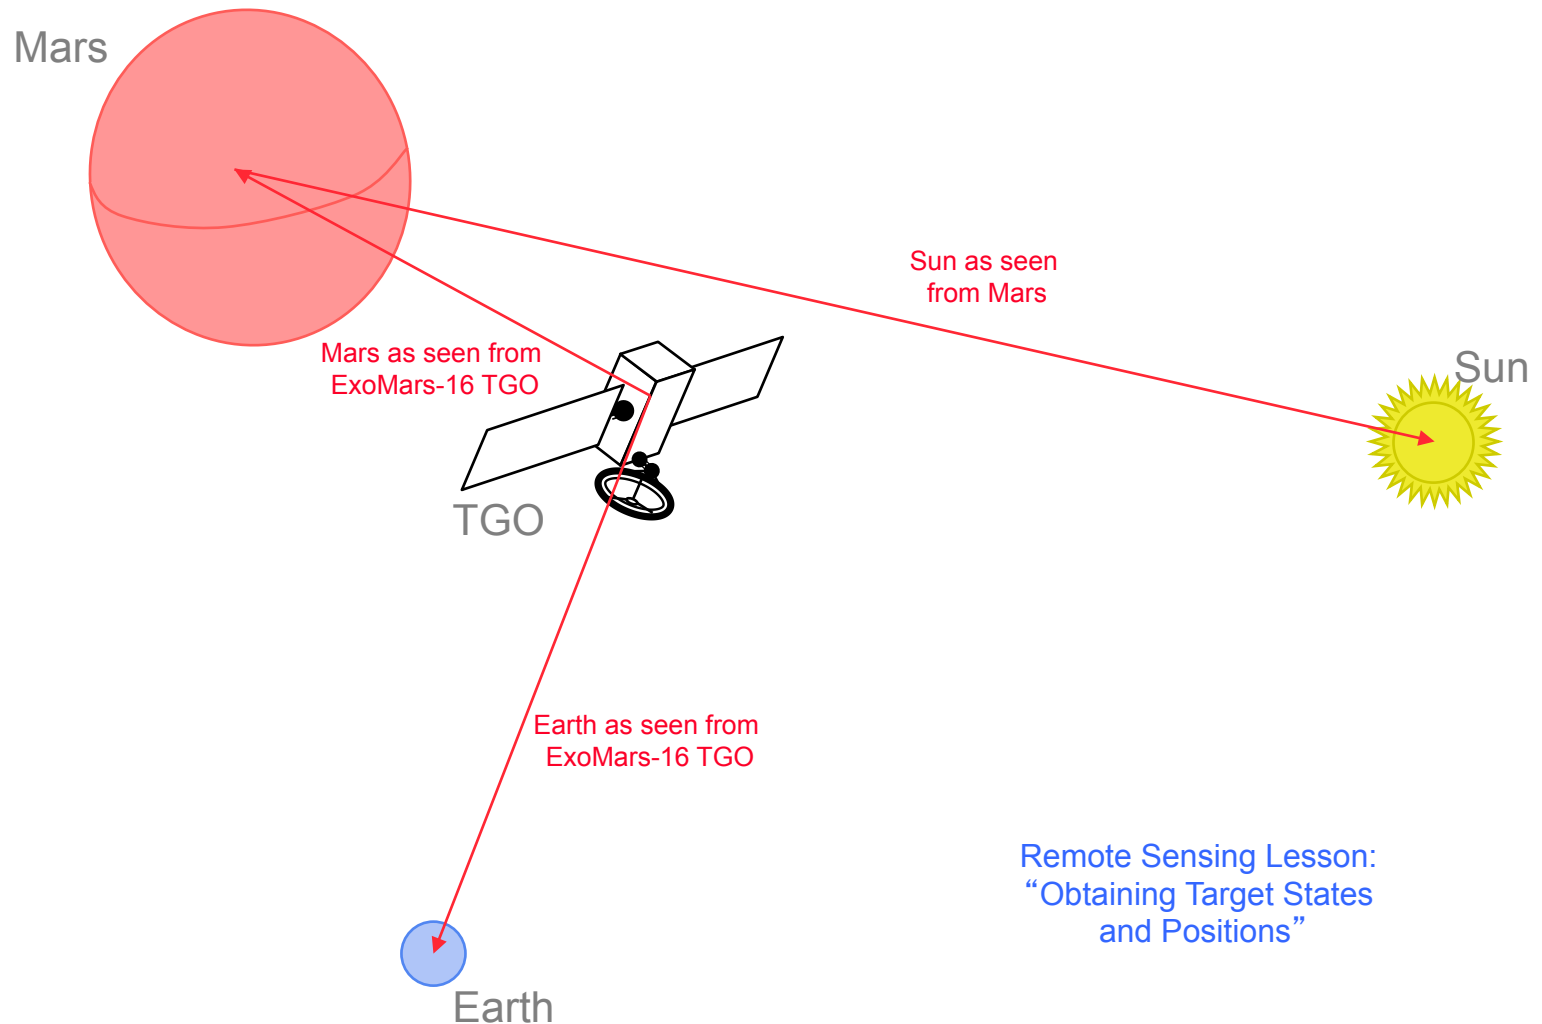 Mars
Sun as seen
from Mars
Mars as seen from
ExoMars-16 TGO
Sun
TGO
Earth as seen from
ExoMars-16 TGO
Remote Sensing Lesson:
“Obtaining Target States
and Positions”
Earth